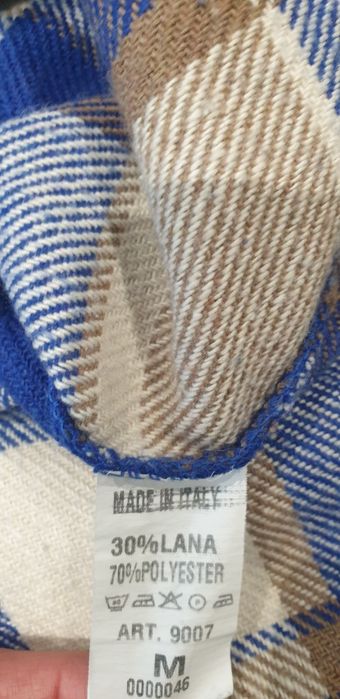 MADE IN ITALY
30%LANA
70%POLYESTER
ART. 9007
M
0000046